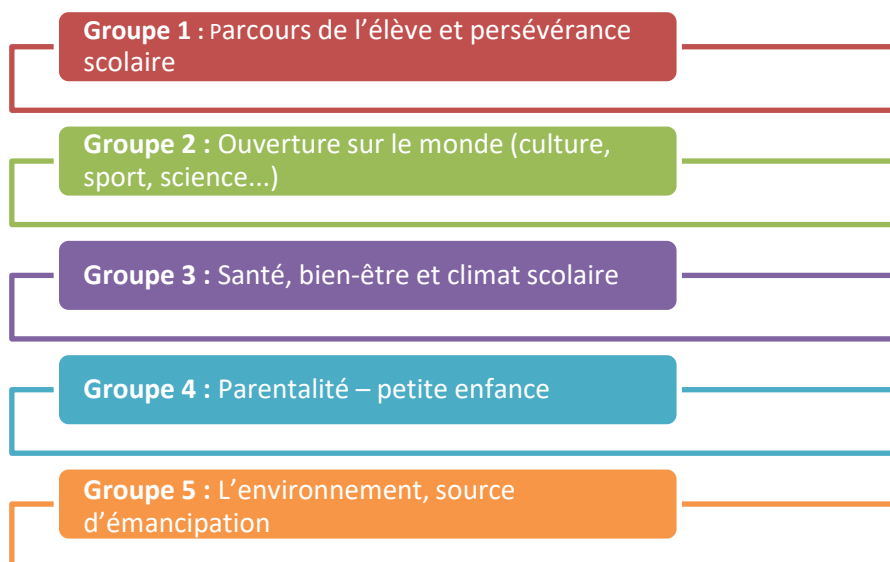 Groupe 1 : Parcours de l’élève et persévérance
scolaire
Groupe 2 : Ouverture sur le monde (culture,
sport, science...)
Groupe 3 : Santé, bien-être et climat scolaire
Groupe 4 : Parentalité – petite enfance
Groupe 5 : L’environnement, source
d’émancipation